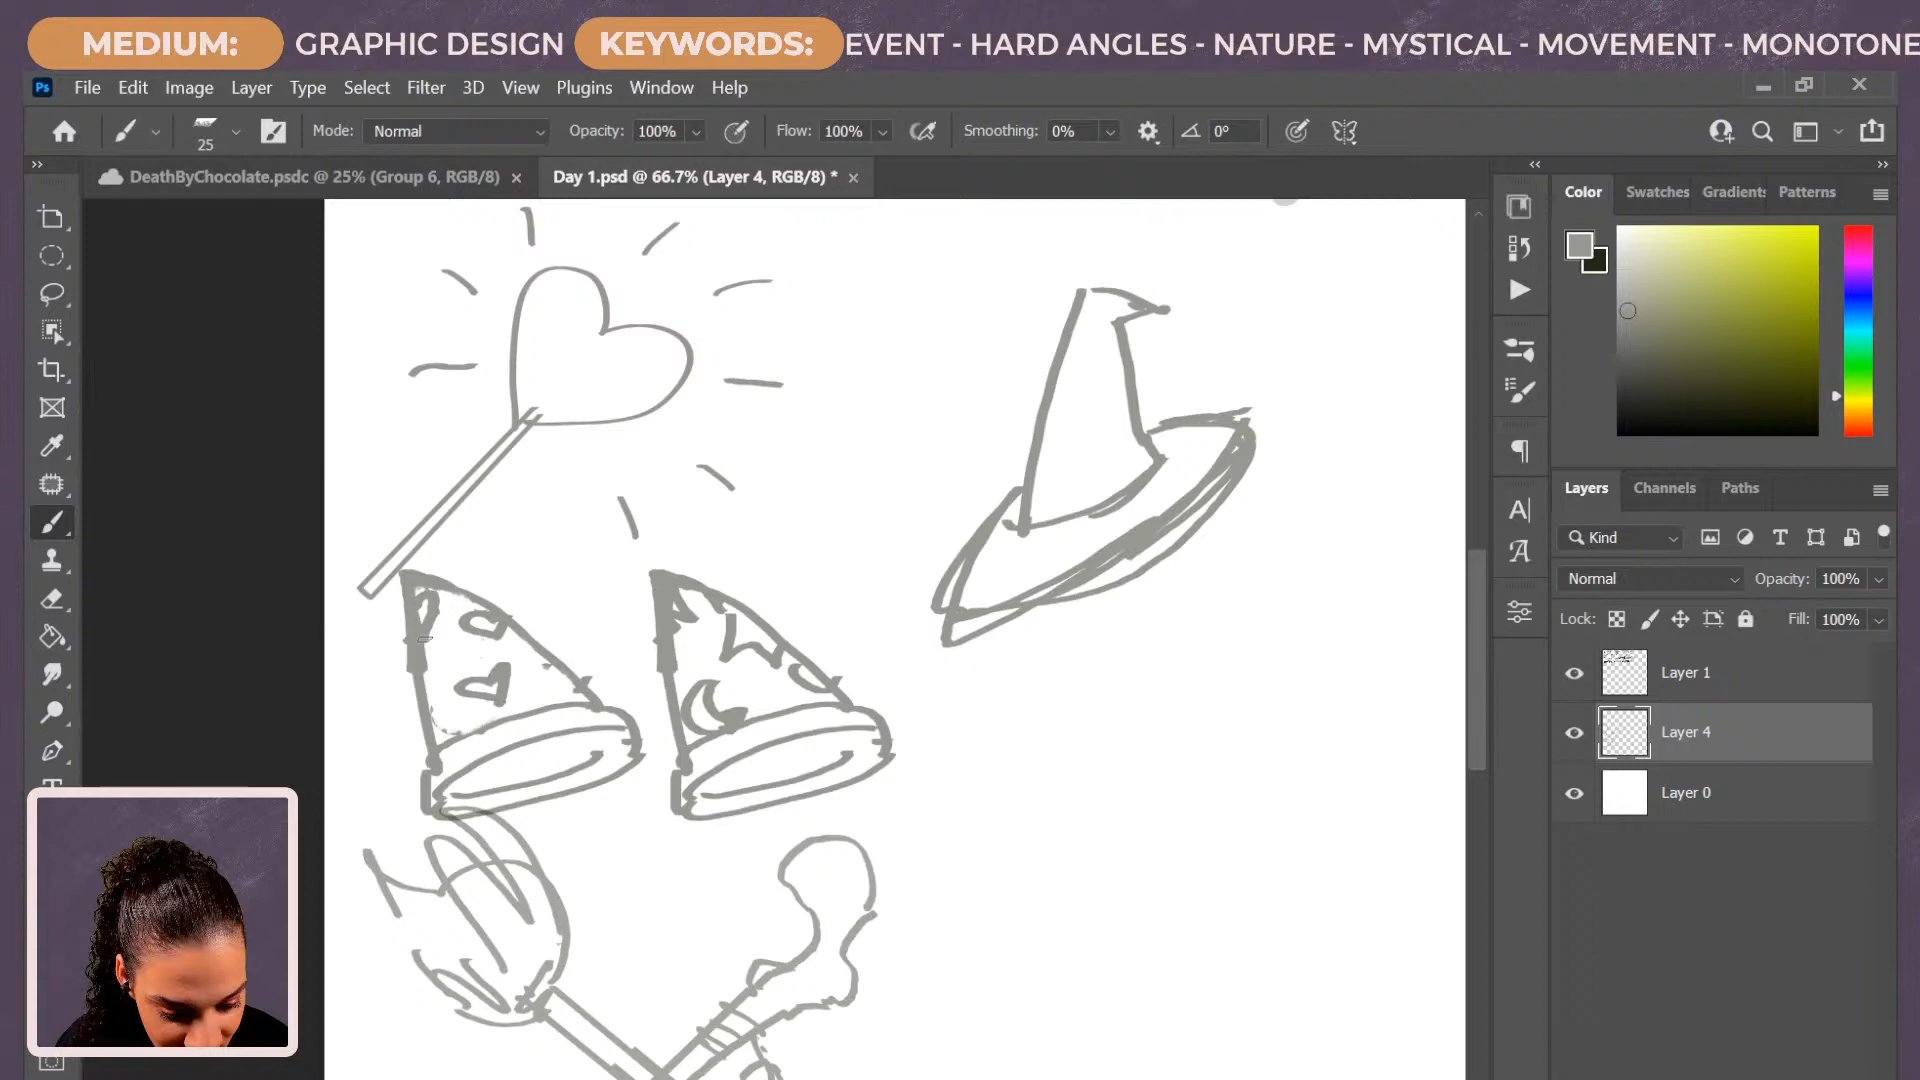 MEDIUM: GRAPHIC DESIGN KEYWORDS: EVENT - HARD ANGLES - NATURE - MYSTICAL - MOVEMENT - MONOTONE
Ps File Edit Image Layer Type Select Filter 3D View Plugins Window Help
25 Mode: Normal Opacity: 100% Flow: 100% Smoothing: 0% 0°
DeathByChocolate.psdc @ 25% (Group 6, RGB/8) × Day 1.psd @ 66.7% (Layer 4, RGB/8) * ×
Color Swatches Gradients Patterns
Layers Channels Paths
Kind
Normal Opacity: 100%
Lock: Fill: 100%
Layer 1
Layer 4
Layer 0